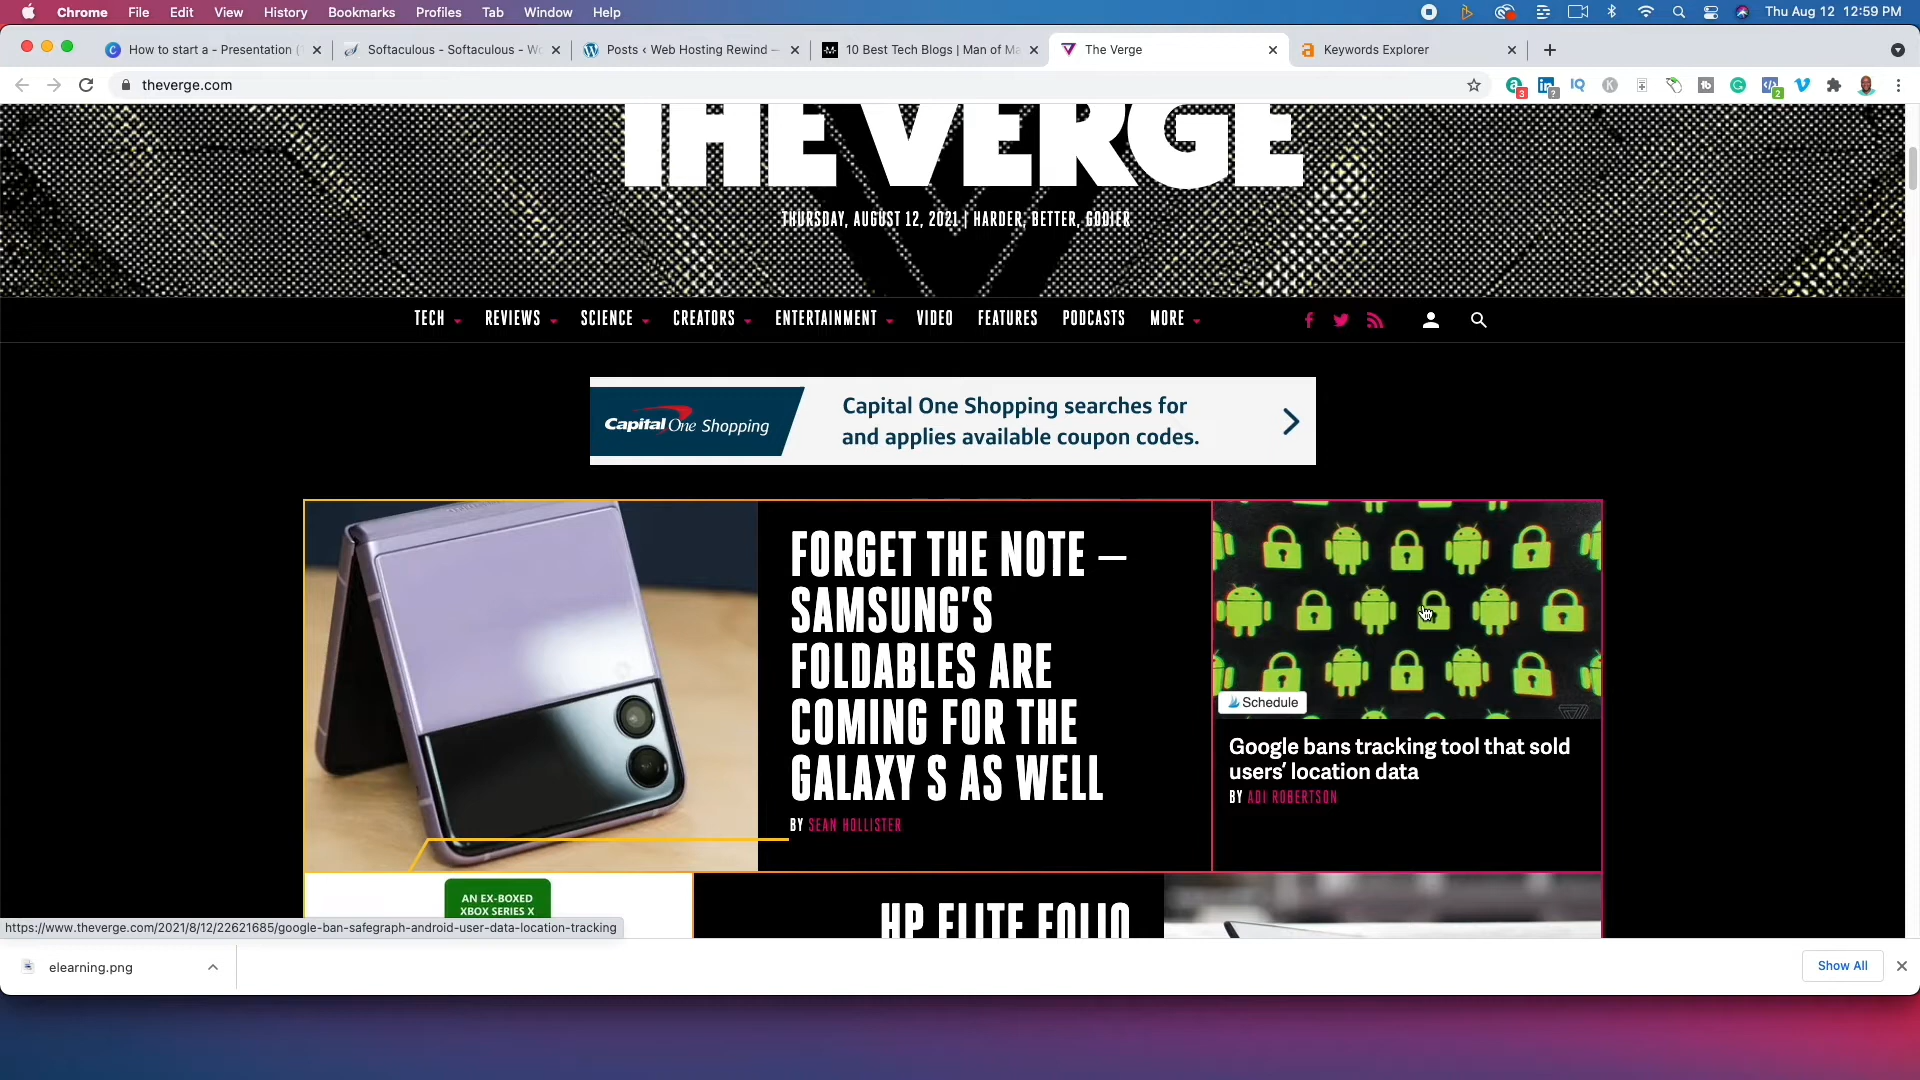 Chrome File Edit View History Bookmarks Profiles Tab Window Help Thu Aug 12 12:59 PM
How to start a - Presentation (
Softaculous - Softaculous - Wo
Posts ‹ Web Hosting Rewind —
10 Best Tech Blogs | Man of Ma
The Verge
Keywords Explorer
theverge.com
THE VERGE
THURSDAY, AUGUST 12, 2021 | HARDER, BETTER, GOOIER
TECH REVIEWS SCIENCE CREATORS ENTERTAINMENT VIDEO FEATURES PODCASTS MORE
Capital One Shopping
Capital One Shopping searches for
and applies available coupon codes.
FORGET THE NOTE —
SAMSUNG'S
FOLDABLES ARE
COMING FOR THE
GALAXY S AS WELL
BY SEAN HOLLISTER
Schedule
Google bans tracking tool that sold
users' location data
BY ADI ROBERTSON
AN EX-BOXED
XBOX SERIES X
HP ELITE FOLIO
https://www.theverge.com/2021/8/12/22621685/google-ban-safegraph-android-user-data-location-tracking
elearning.png
Show All